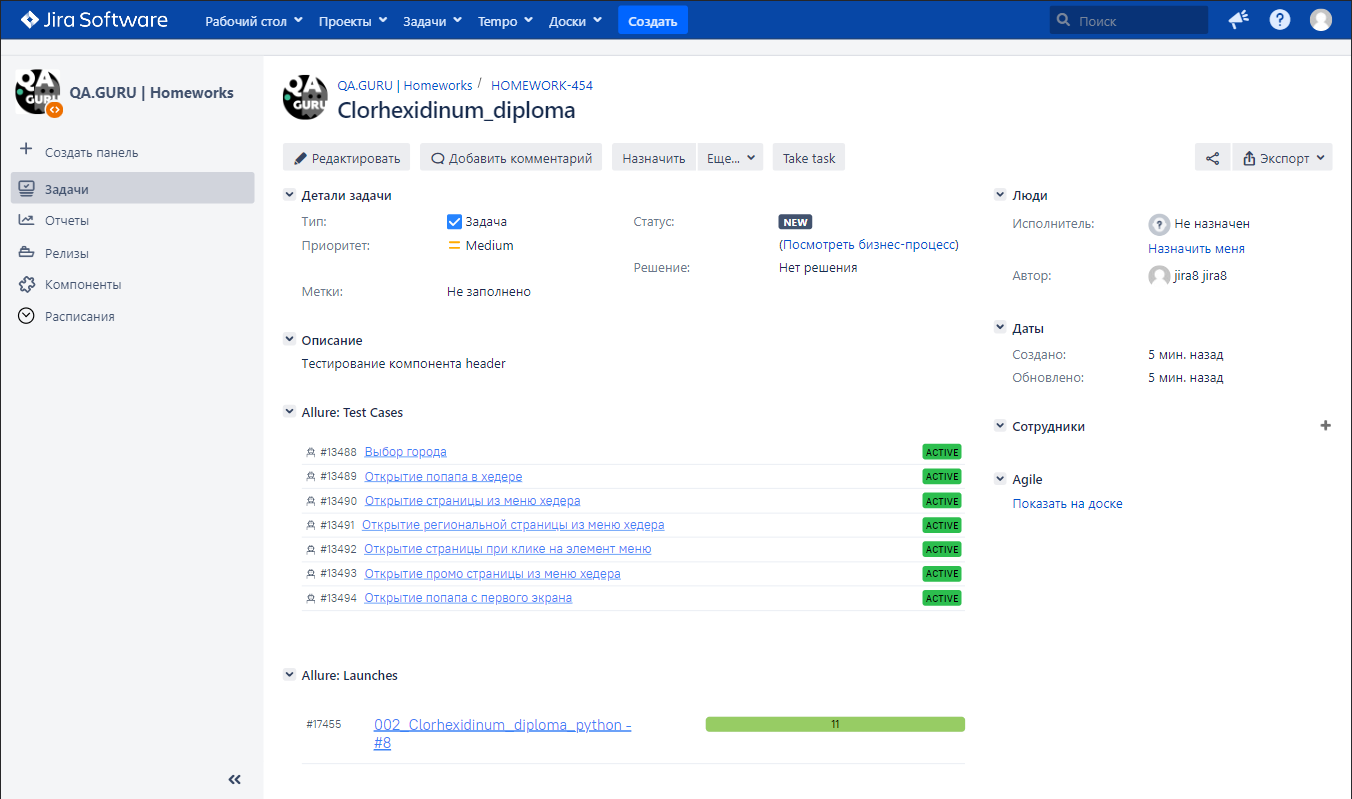 Jira Software Рабочий стол Проекты Задачи Tempo Доски Создать Поиск ?
QA GURU
QA.GURU | Homeworks
Создать панель
Задачи
Отчеты
Релизы
Компоненты
Расписания
QA GURU
QA.GURU | Homeworks / HOMEWORK-454
Clorhexidinum_diploma
Редактировать Добавить комментарий Назначить Еще... Take task Экспорт
Детали задачи
Тип: Задача Статус: NEW
Приоритет: Medium (Посмотреть бизнес-процесс)
Решение: Нет решения
Метки: Не заполнено
Описание
Тестирование компонента header
Allure: Test Cases
#13488 Выбор города ACTIVE
#13489 Открытие попапа в хедере ACTIVE
#13490 Открытие страницы из меню хедера ACTIVE
#13491 Открытие региональной страницы из меню хедера ACTIVE
#13492 Открытие страницы при клике на элемент меню ACTIVE
#13493 Открытие промо страницы из меню хедера ACTIVE
#13494 Открытие попапа с первого экрана ACTIVE
Allure: Launches
#17455 002_Clorhexidinum_diploma_python - 11
#8
Люди
Исполнитель: ? Не назначен
Назначить меня
Автор: jira8 jira8
Даты
Создано: 5 мин. назад
Обновлено: 5 мин. назад
Сотрудники
Agile
Показать на доске